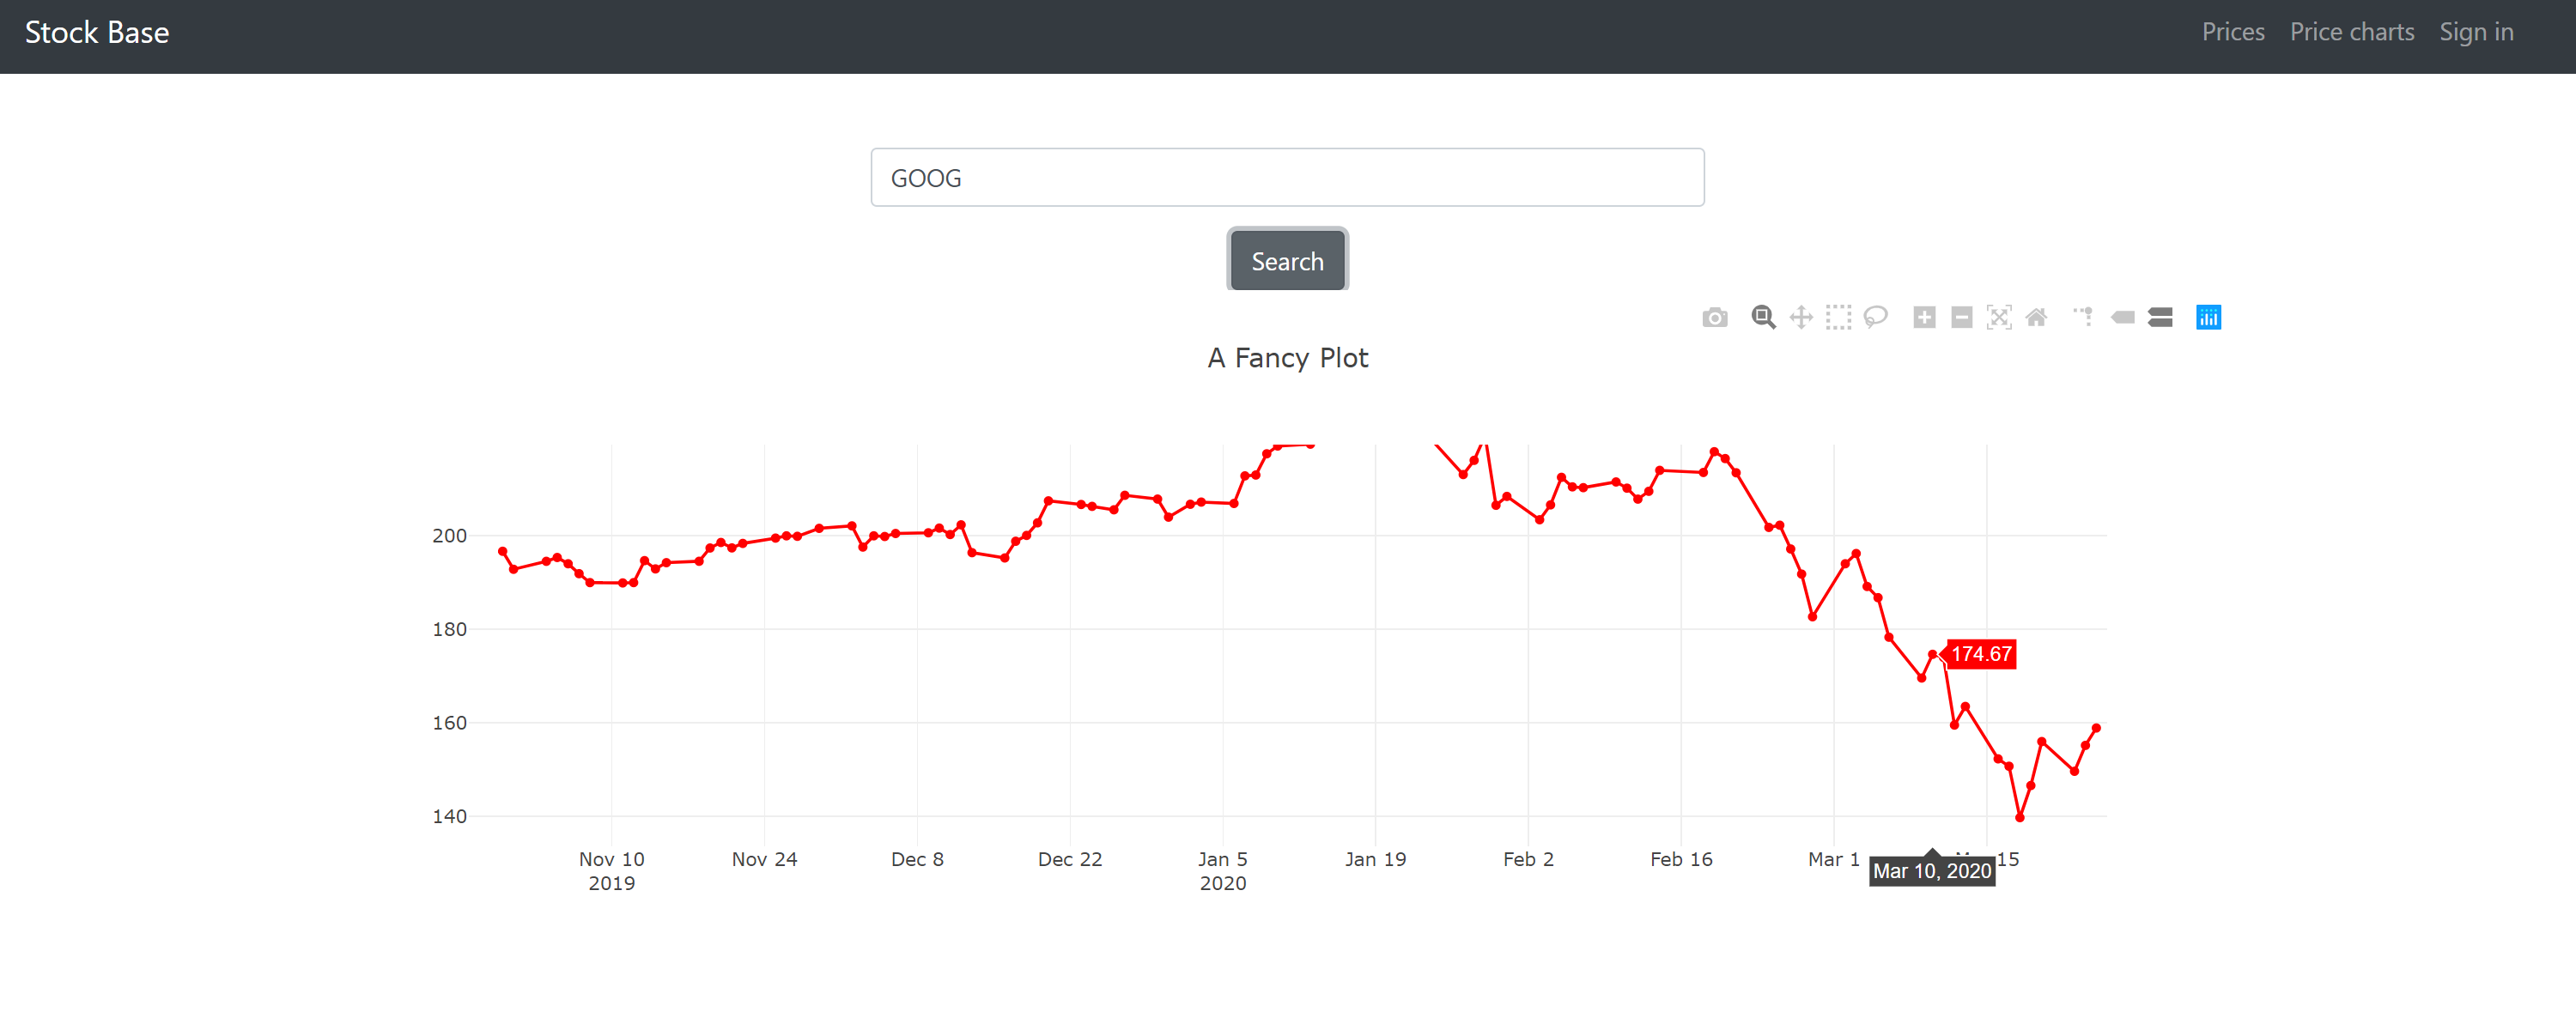 Stock Base Prices Price charts Sign in
GOOG
Search
A Fancy Plot
200
180
174.67
160
140
Nov 10 Nov 24 Dec 8 Dec 22 Jan 5 Jan 19 Feb 2 Feb 16 Mar 1 15
2019 2020
Mar 10, 2020